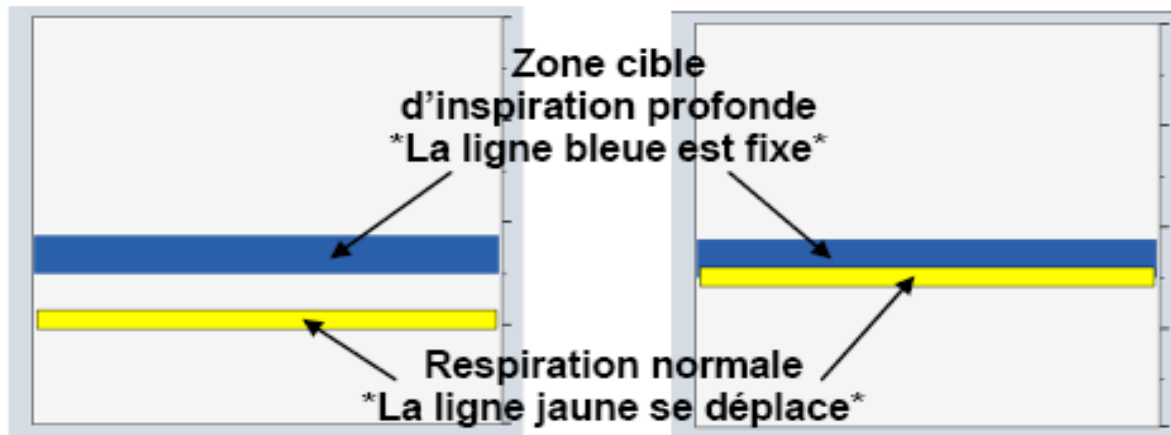 Zone cible
d'inspiration profonde
*La ligne bleue est fixe*
Respiration normale
*La ligne jaune se déplace*